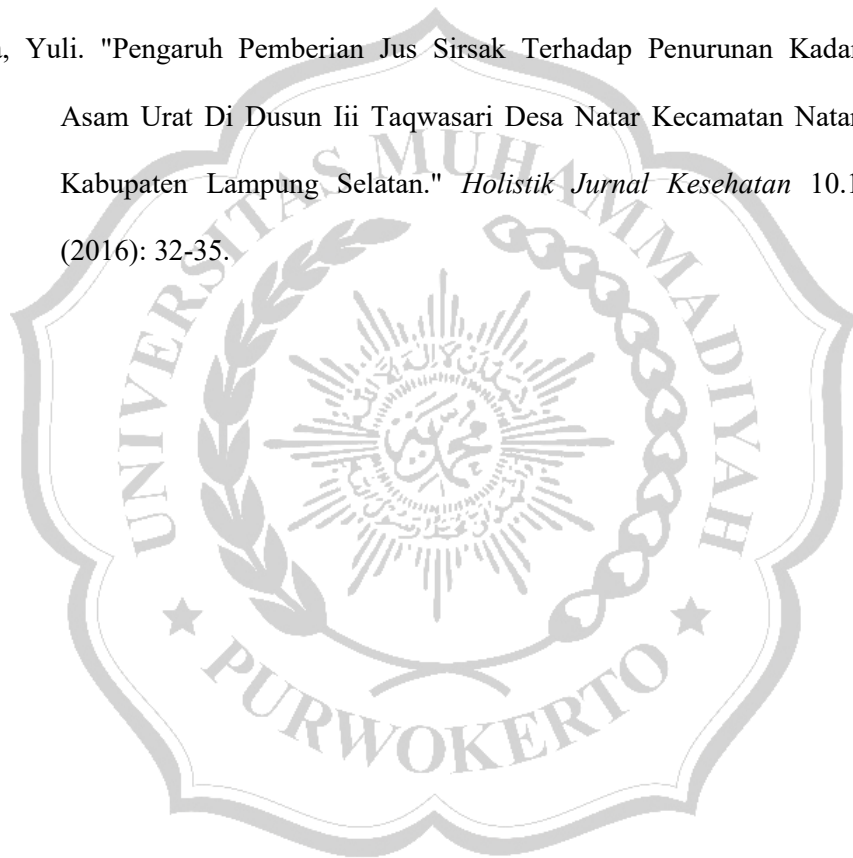 Yuli. "Pengaruh Pemberian Jus Sirsak Terhadap Penurunan Kadar
Asam Urat Di Dusun Iii Taqwasari Desa Natar Kecamatan Natar
Kabupaten Lampung Selatan." Holistik Jurnal Kesehatan 10.1
(2016): 32-35.
UNIVERSITAS MUHAMMADIYAH
PURWOKERTO